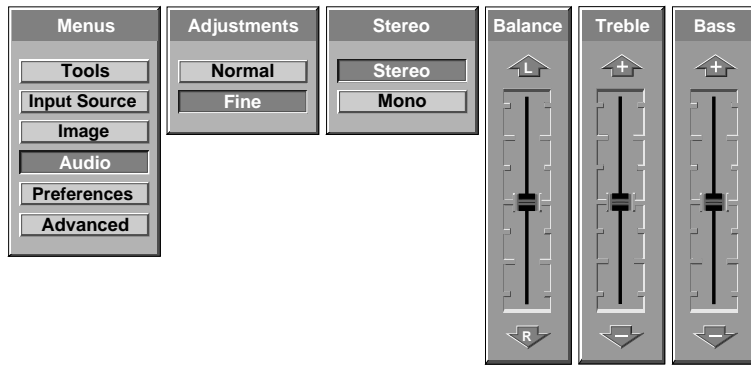 Menus
Tools
Input Source
Image
Audio
Preferences
Advanced
Adjustments
Normal
Fine
Stereo
Stereo
Mono
Balance
L
R
Treble
+
−
Bass
+
−